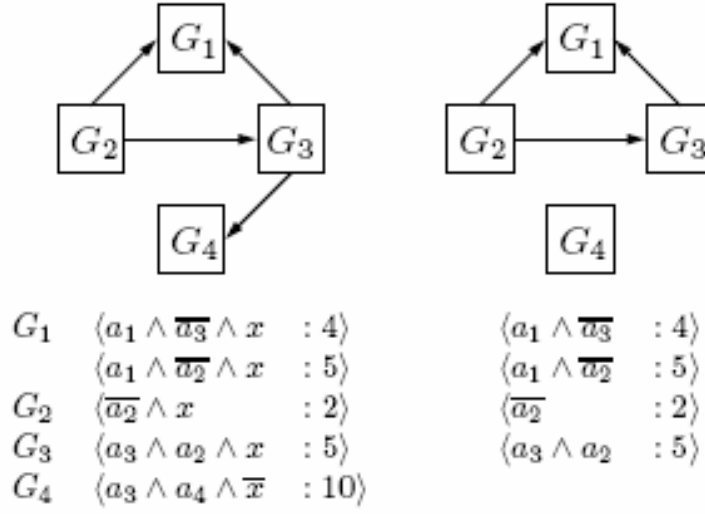 G₁ G₁
G₂ G₃ G₂ G₃
G₄ G₄
G₁ ⟨a₁ ∧ a̅₃̅ ∧ x : 4⟩ ⟨a₁ ∧ a̅₃̅ : 4⟩
⟨a₁ ∧ a̅₂̅ ∧ x : 5⟩ ⟨a₁ ∧ a̅₂̅ : 5⟩
G₂ ⟨a̅₂̅ ∧ x : 2⟩ ⟨a̅₂̅ : 2⟩
G₃ ⟨a₃ ∧ a₂ ∧ x : 5⟩ ⟨a₃ ∧ a₂ : 5⟩
G₄ ⟨a₃ ∧ a₄ ∧ x̅ : 10⟩